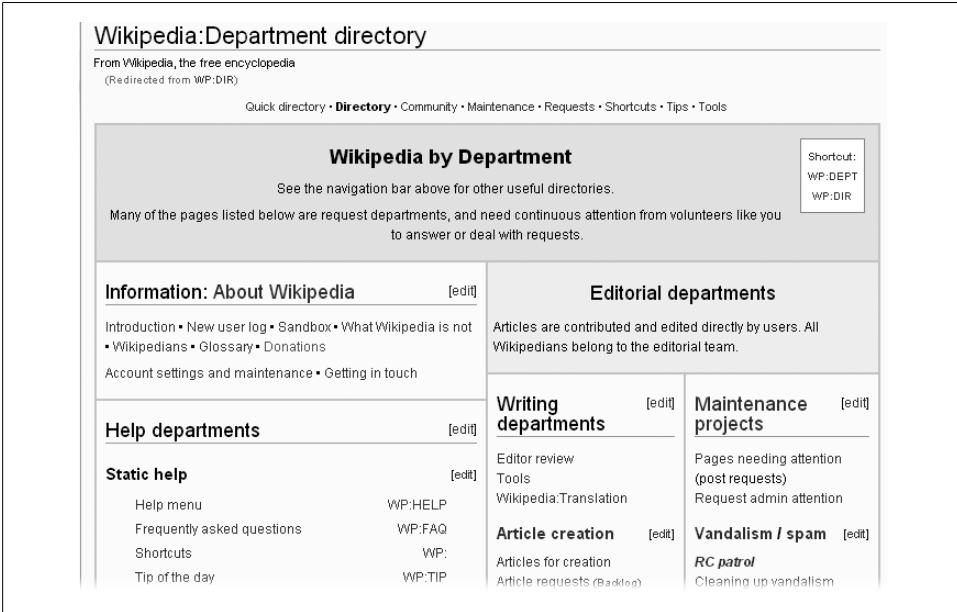 Wikipedia:Department directory
From Wikipedia, the free encyclopedia
(Redirected from WP:DIR)
Quick directory • Directory • Community • Maintenance • Requests • Shortcuts • Tips • Tools
Wikipedia by Department
See the navigation bar above for other useful directories.
Many of the pages listed below are request departments, and need continuous attention from volunteers like you
to answer or deal with requests.
Shortcut:
WP:DEPT
WP:DIR
Information: About Wikipedia [edit]
Introduction ▪ New user log ▪ Sandbox ▪ What Wikipedia is not
▪ Wikipedians ▪ Glossary ▪ Donations
Account settings and maintenance ▪ Getting in touch
Help departments [edit]
Static help [edit]
Help menu WP:HELP
Frequently asked questions WP:FAQ
Shortcuts WP:
Tip of the day WP:TIP
Editorial departments
Articles are contributed and edited directly by users. All
Wikipedians belong to the editorial team.
Writing [edit]
departments
Editor review
Tools
Wikipedia:Translation
Article creation [edit]
Articles for creation
Article requests (Backlog)
Maintenance [edit]
projects
Pages needing attention
(post requests)
Request admin attention
Vandalism / spam [edit]
RC patrol
Cleaning up vandalism